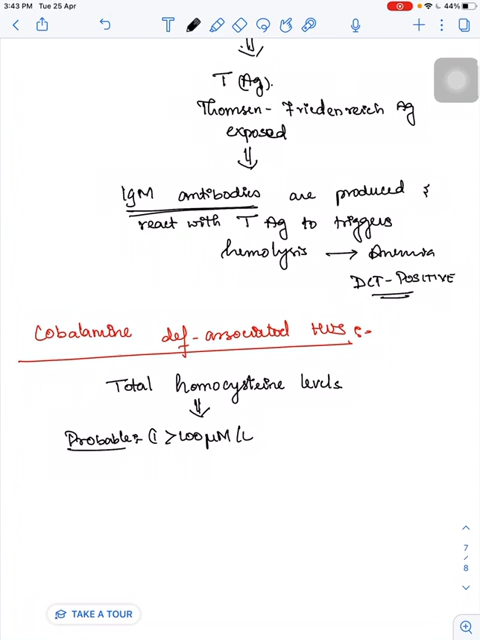 3:43 PM Tue 25 Apr
44%
T (Ag).
Thomsen - Friedenreich Ag
exposed
IgM antibodies are produced &
react with T Ag to triggers
hemolysis → Anemia
DCT - POSITIVE
Cobalamine def - associated HUS :-
Total homocysteine levels
Probable :- ( > 100 μM/L
7
/
8
TAKE A TOUR